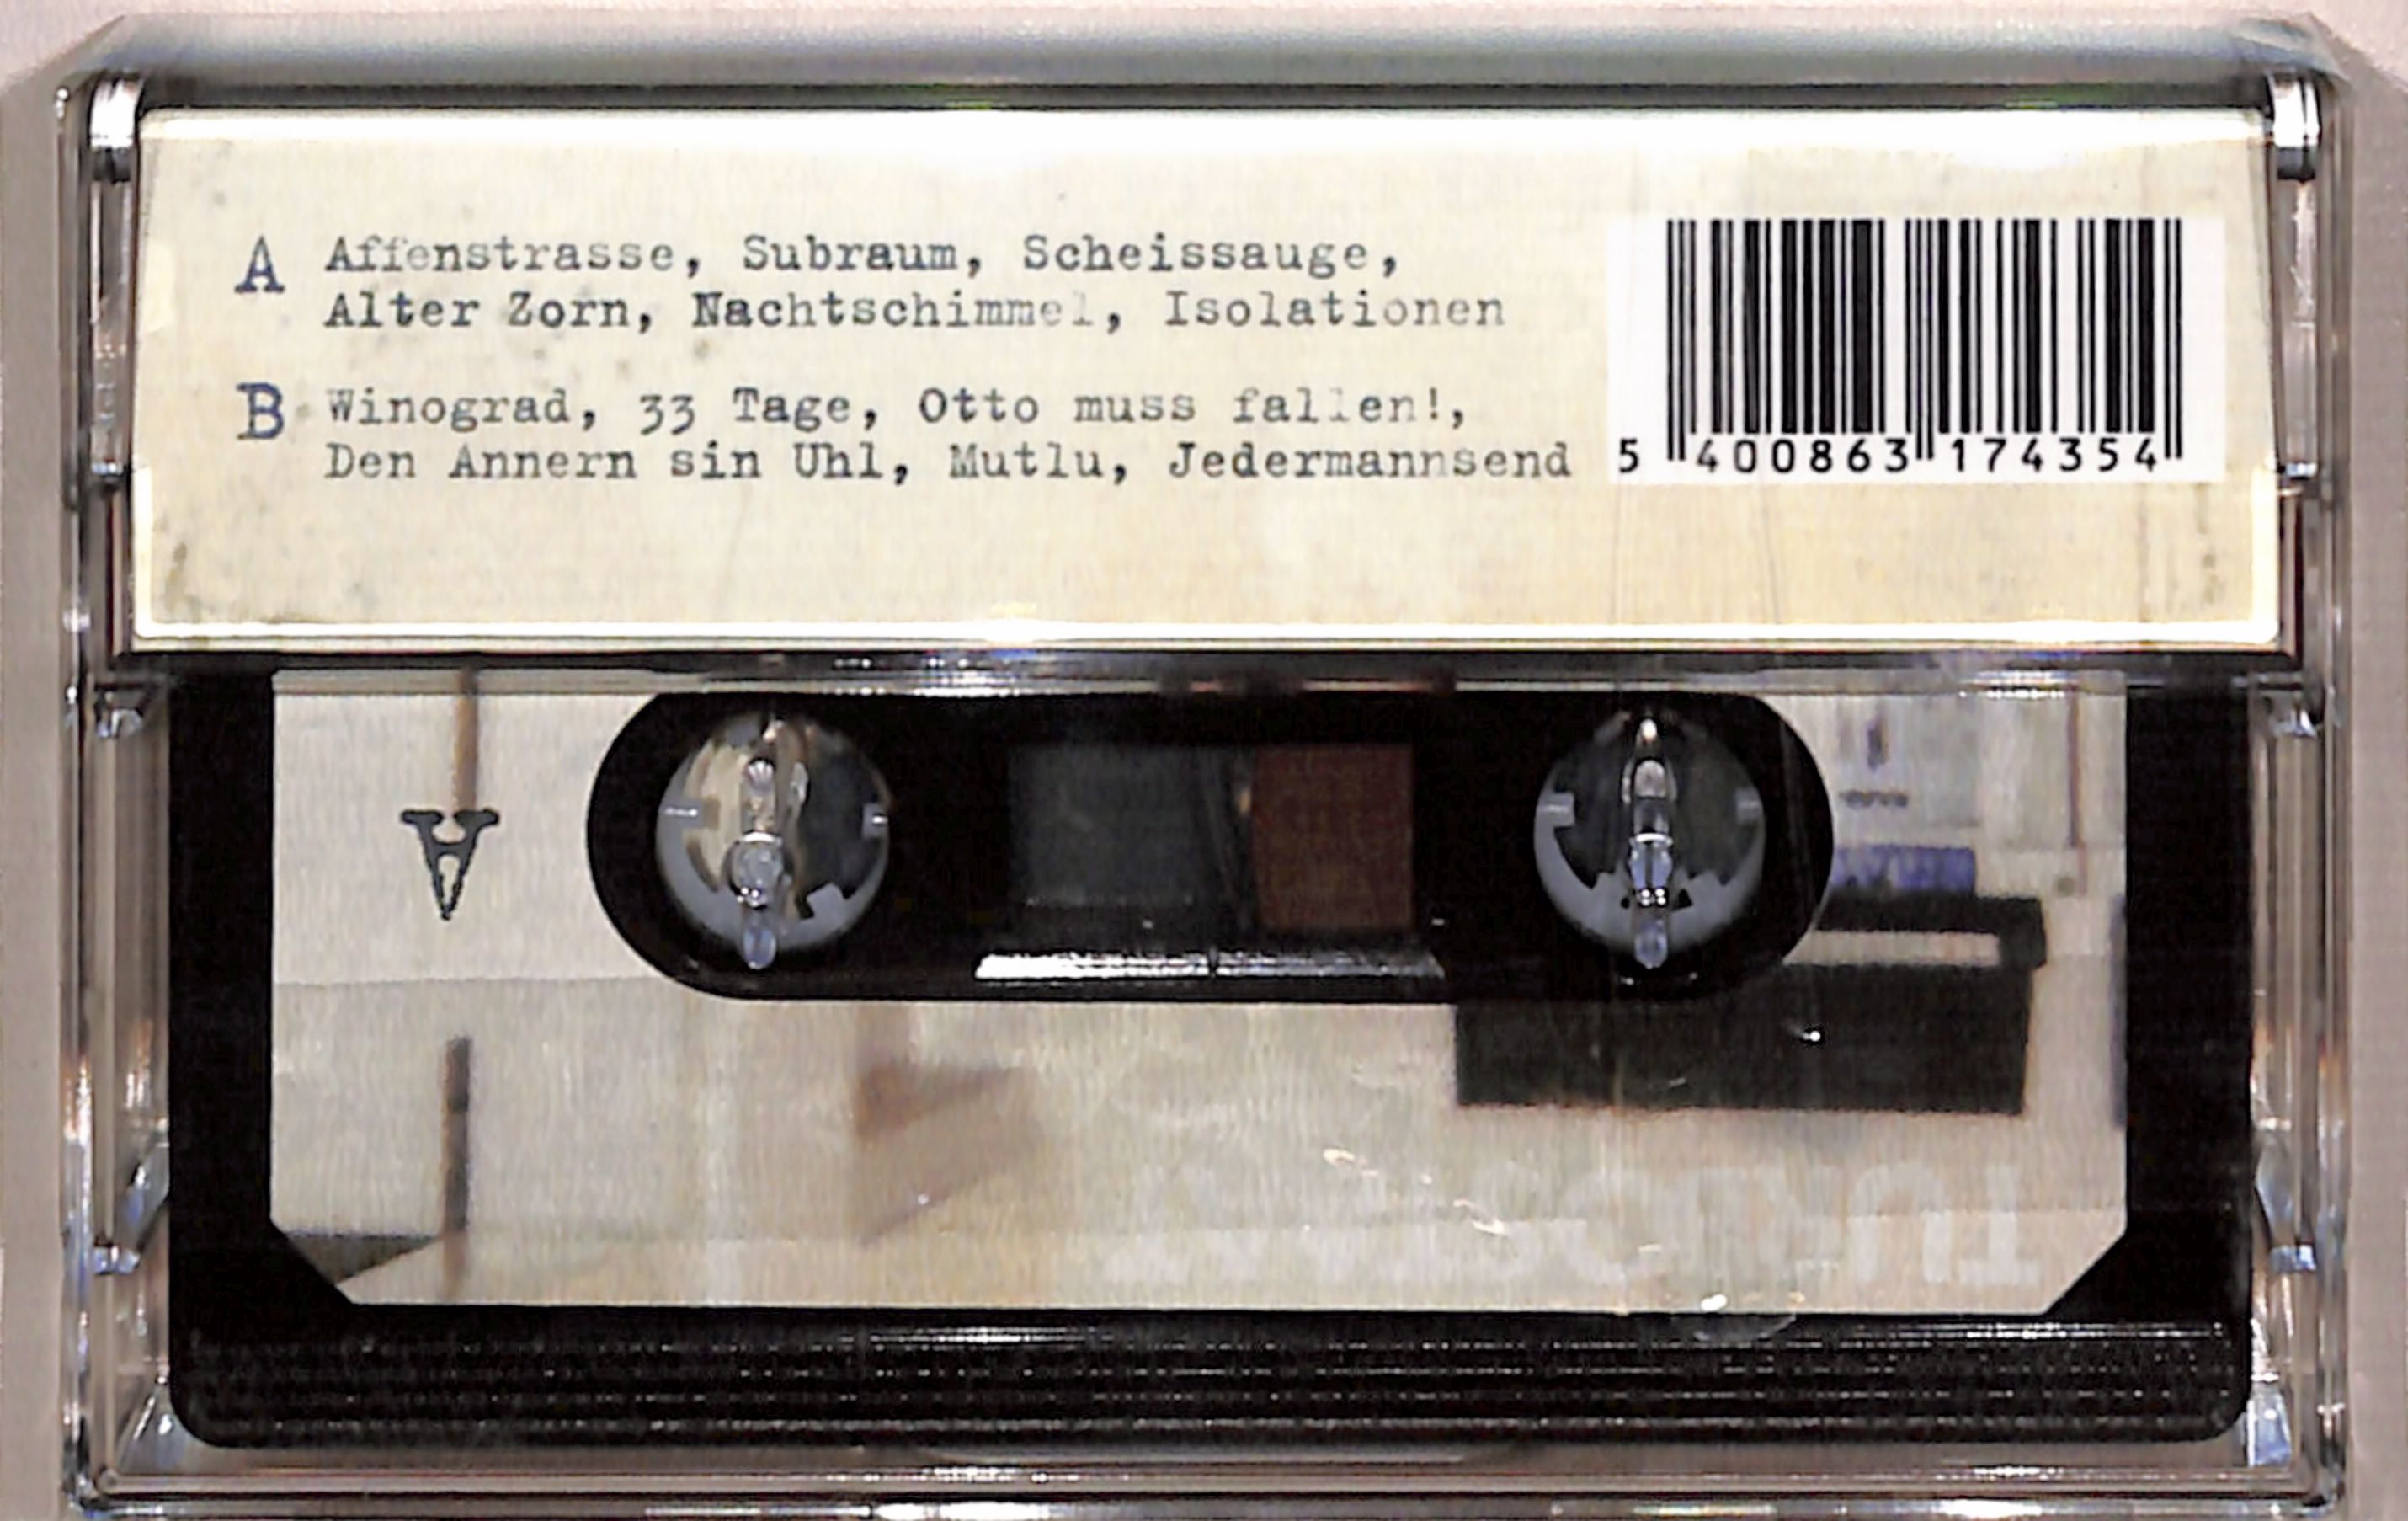 A Affenstrasse, Subraum, Scheissauge,
Alter Zorn, Nachtschimmel, Isolationen
B Winograd, 33 Tage, Otto muss fallen!,
Den Annern sin Uhl, Mutlu, Jedermannsend
5 400863 174354
A